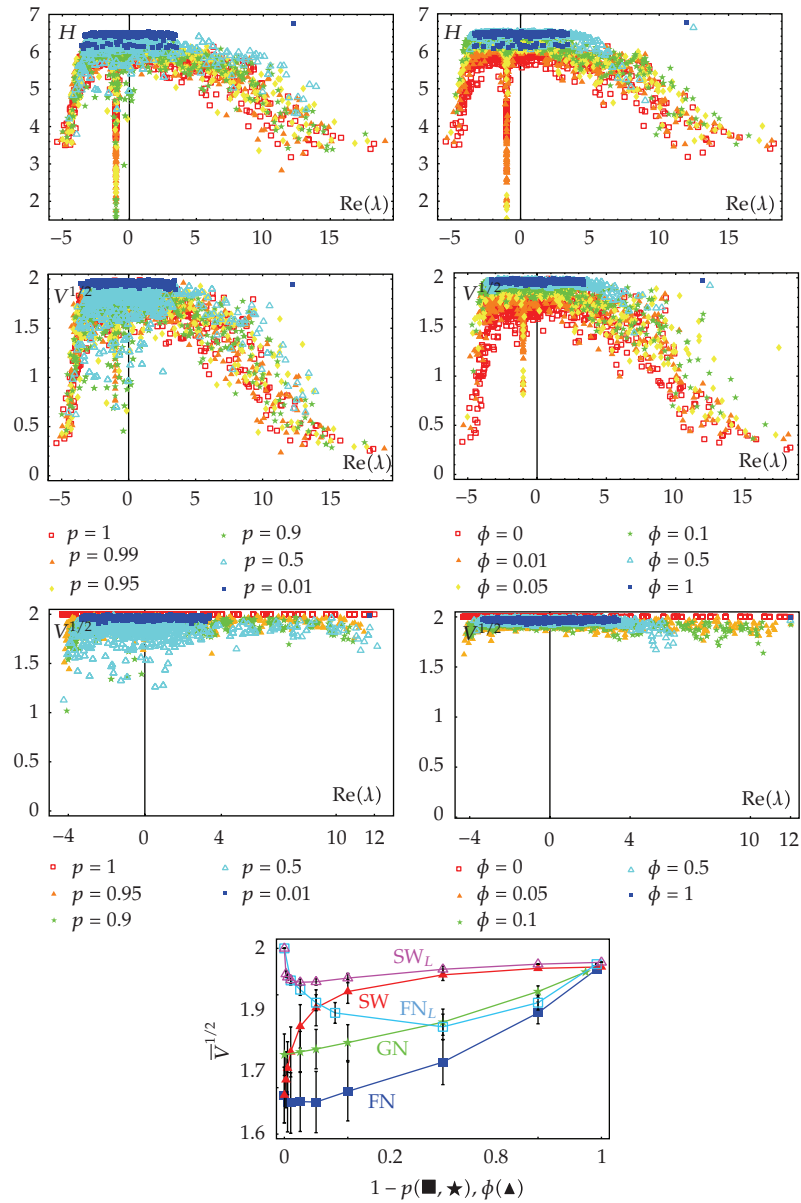 7
H
6
5
4
3
2
Re(λ)
−5 0 5 10 15
7
H
6
5
4
3
2
Re(λ)
−5 0 5 10 15
2
V^1/2
1.5
1
0.5
0
Re(λ)
−5 0 5 10 15
2
V^1/2
1.5
1
0.5
0
Re(λ)
−5 0 5 10 15
p = 1
p = 0.99
p = 0.95
p = 0.9
p = 0.5
p = 0.01
ϕ = 0
ϕ = 0.01
ϕ = 0.05
ϕ = 0.1
ϕ = 0.5
ϕ = 1
2
V^1/2
1.5
1
0.5
0
Re(λ)
−4 0 4 10 12
2
V^1/2
1.5
1
0.5
0
Re(λ)
−4 0 4 10 12
p = 1
p = 0.95
p = 0.9
p = 0.5
p = 0.01
ϕ = 0
ϕ = 0.05
ϕ = 0.1
ϕ = 0.5
ϕ = 1
2
1.9
1.7
1.6
V̅^1/2
SW_L
SW
FN_L
GN
FN
0 0.2 0.8 1
1 − p(■, ★), ϕ(▲)